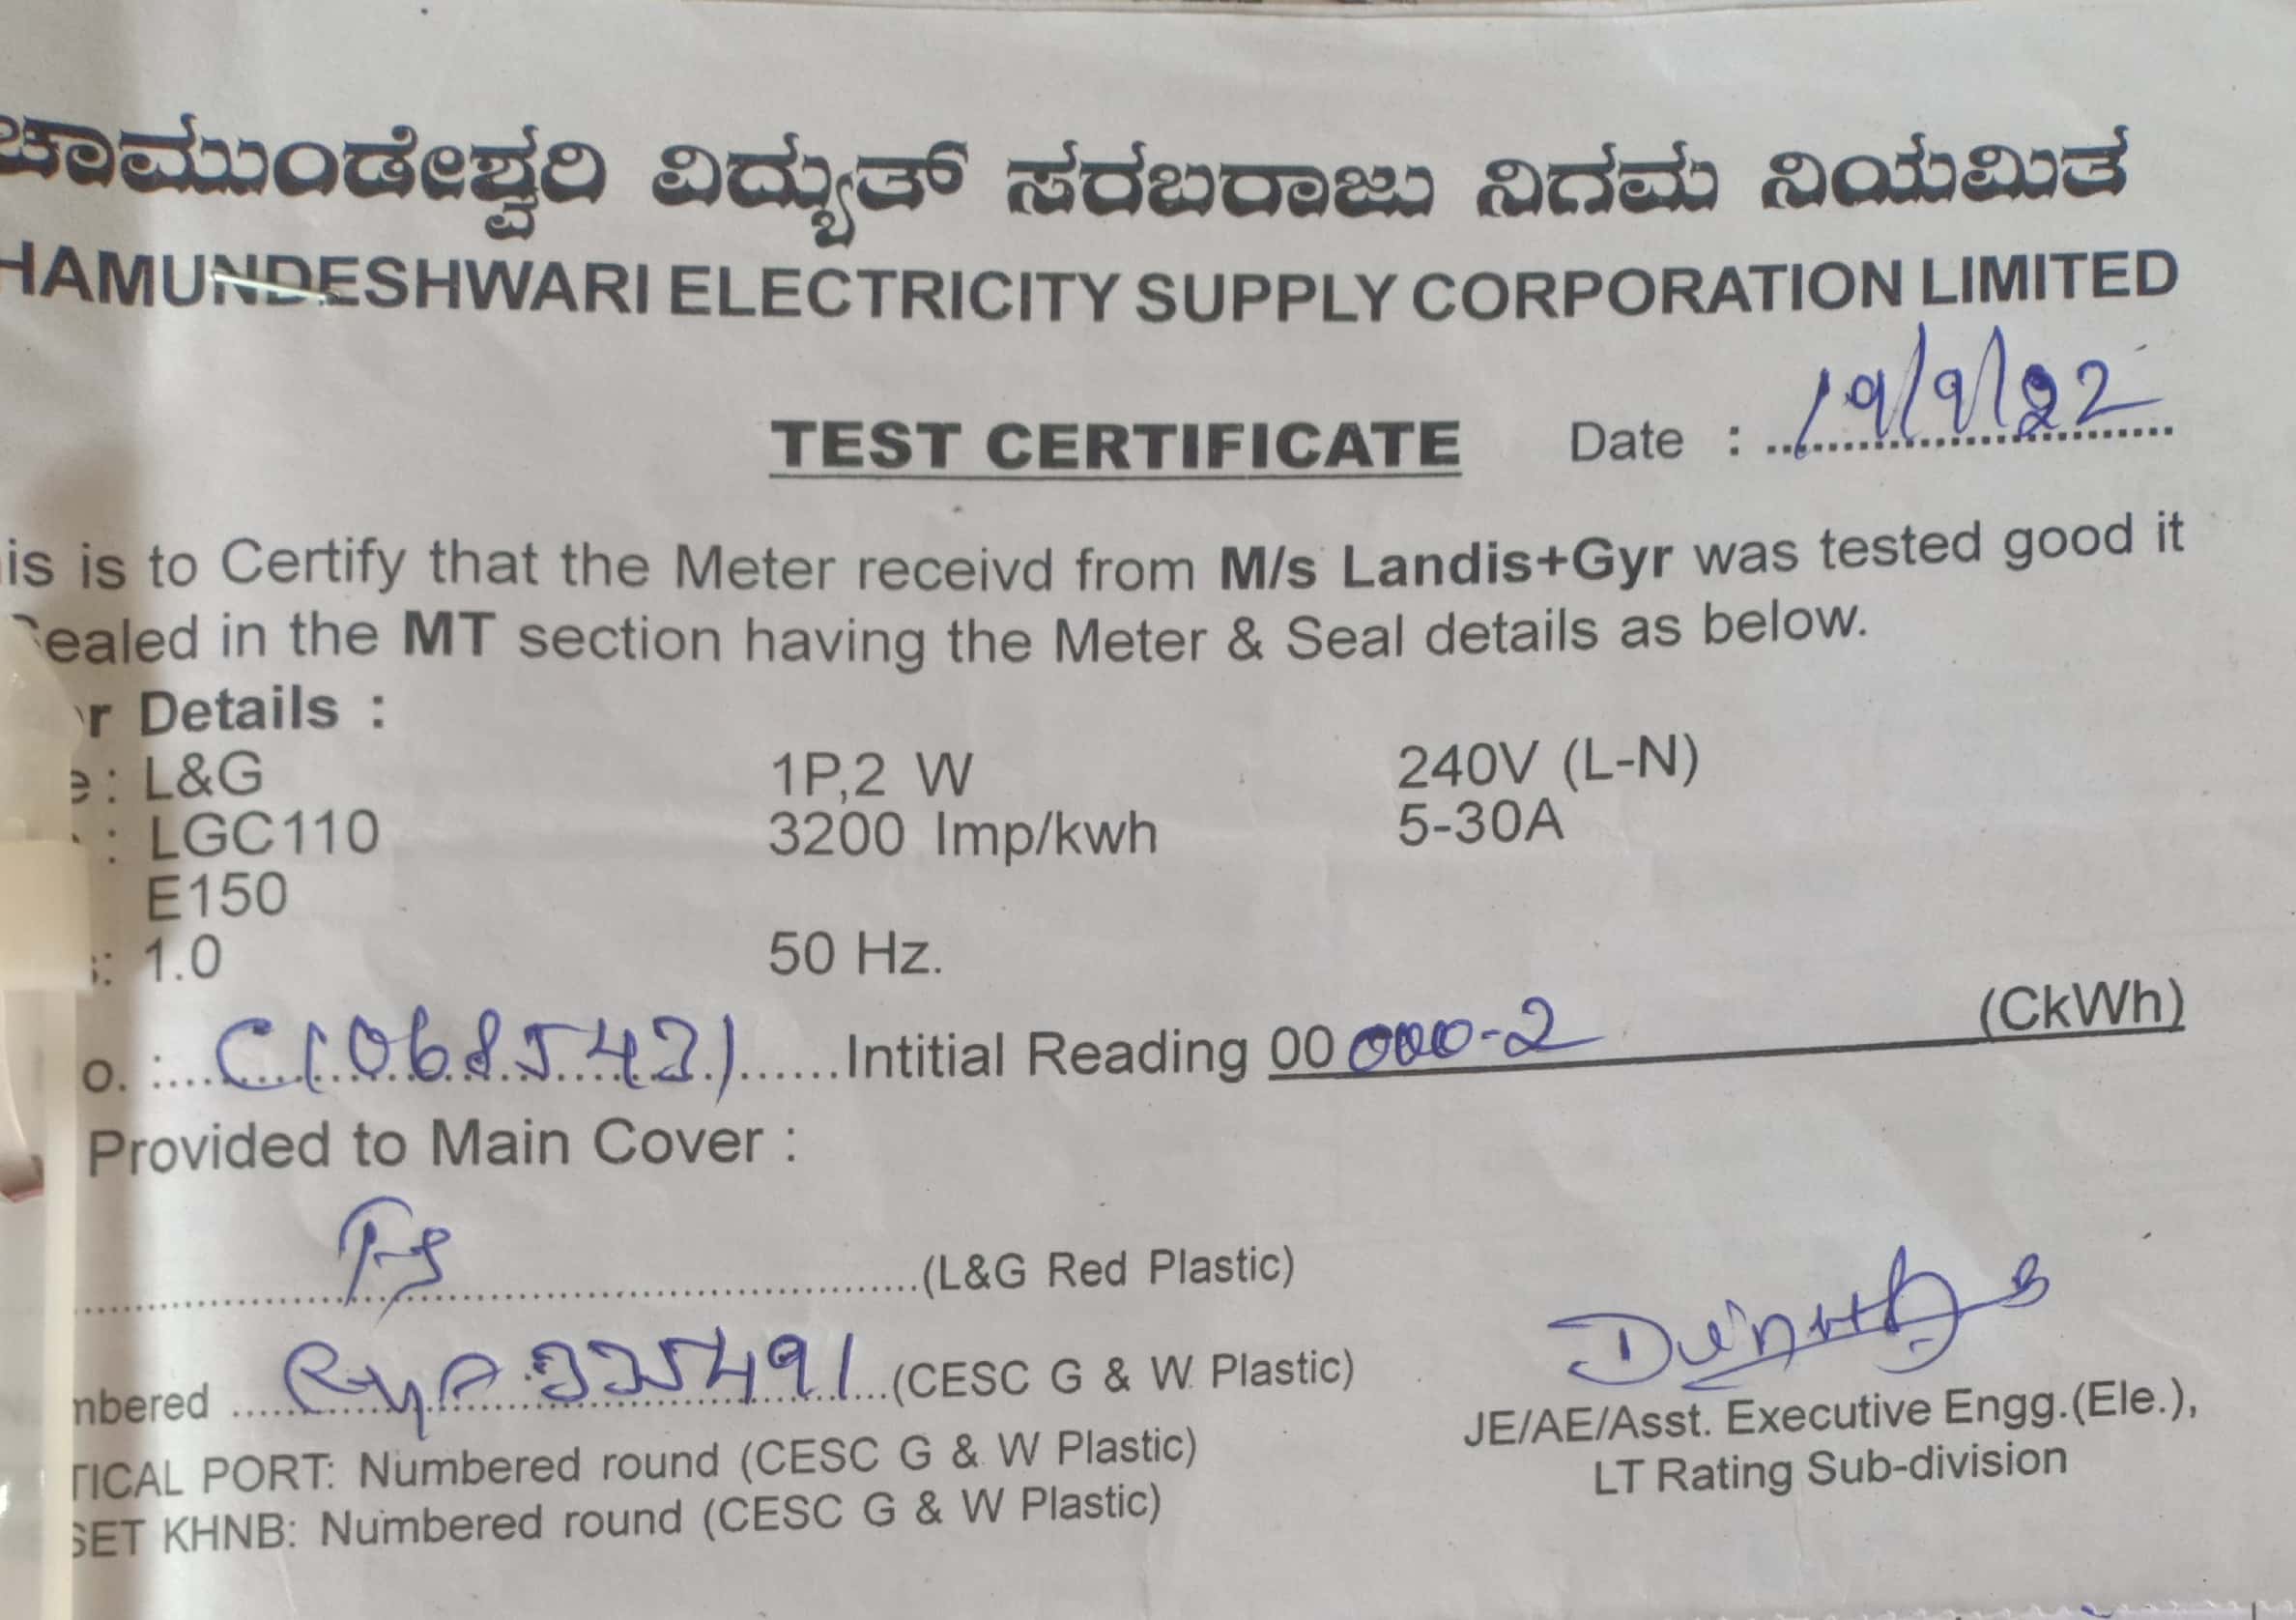 ಚಾಮುಂಡೇಶ್ವರಿ ವಿದ್ಯುತ್ ಸರಬರಾಜು ನಿಗಮ ನಿಯಮಿತ
HAMUNDESHWARI ELECTRICITY SUPPLY CORPORATION LIMITED
TEST CERTIFICATE Date : 19/9/22
is is to Certify that the Meter receivd from M/s Landis+Gyr was tested good it
ealed in the MT section having the Meter & Seal details as below.
r Details :
e : L&G 1P,2 W 240V (L-N)
: LGC110 3200 Imp/kwh 5-30A
E150
s: 1.0 50 Hz.
o. : Intitial Reading 00 000-2 (CkWh)
Provided to Main Cover :
(L&G Red Plastic)
mbered (CESC G & W Plastic)
JE/AE/Asst. Executive Engg.(Ele.),
TICAL PORT: Numbered round (CESC G & W Plastic)
LT Rating Sub-division
SET KHNB: Numbered round (CESC G & W Plastic)